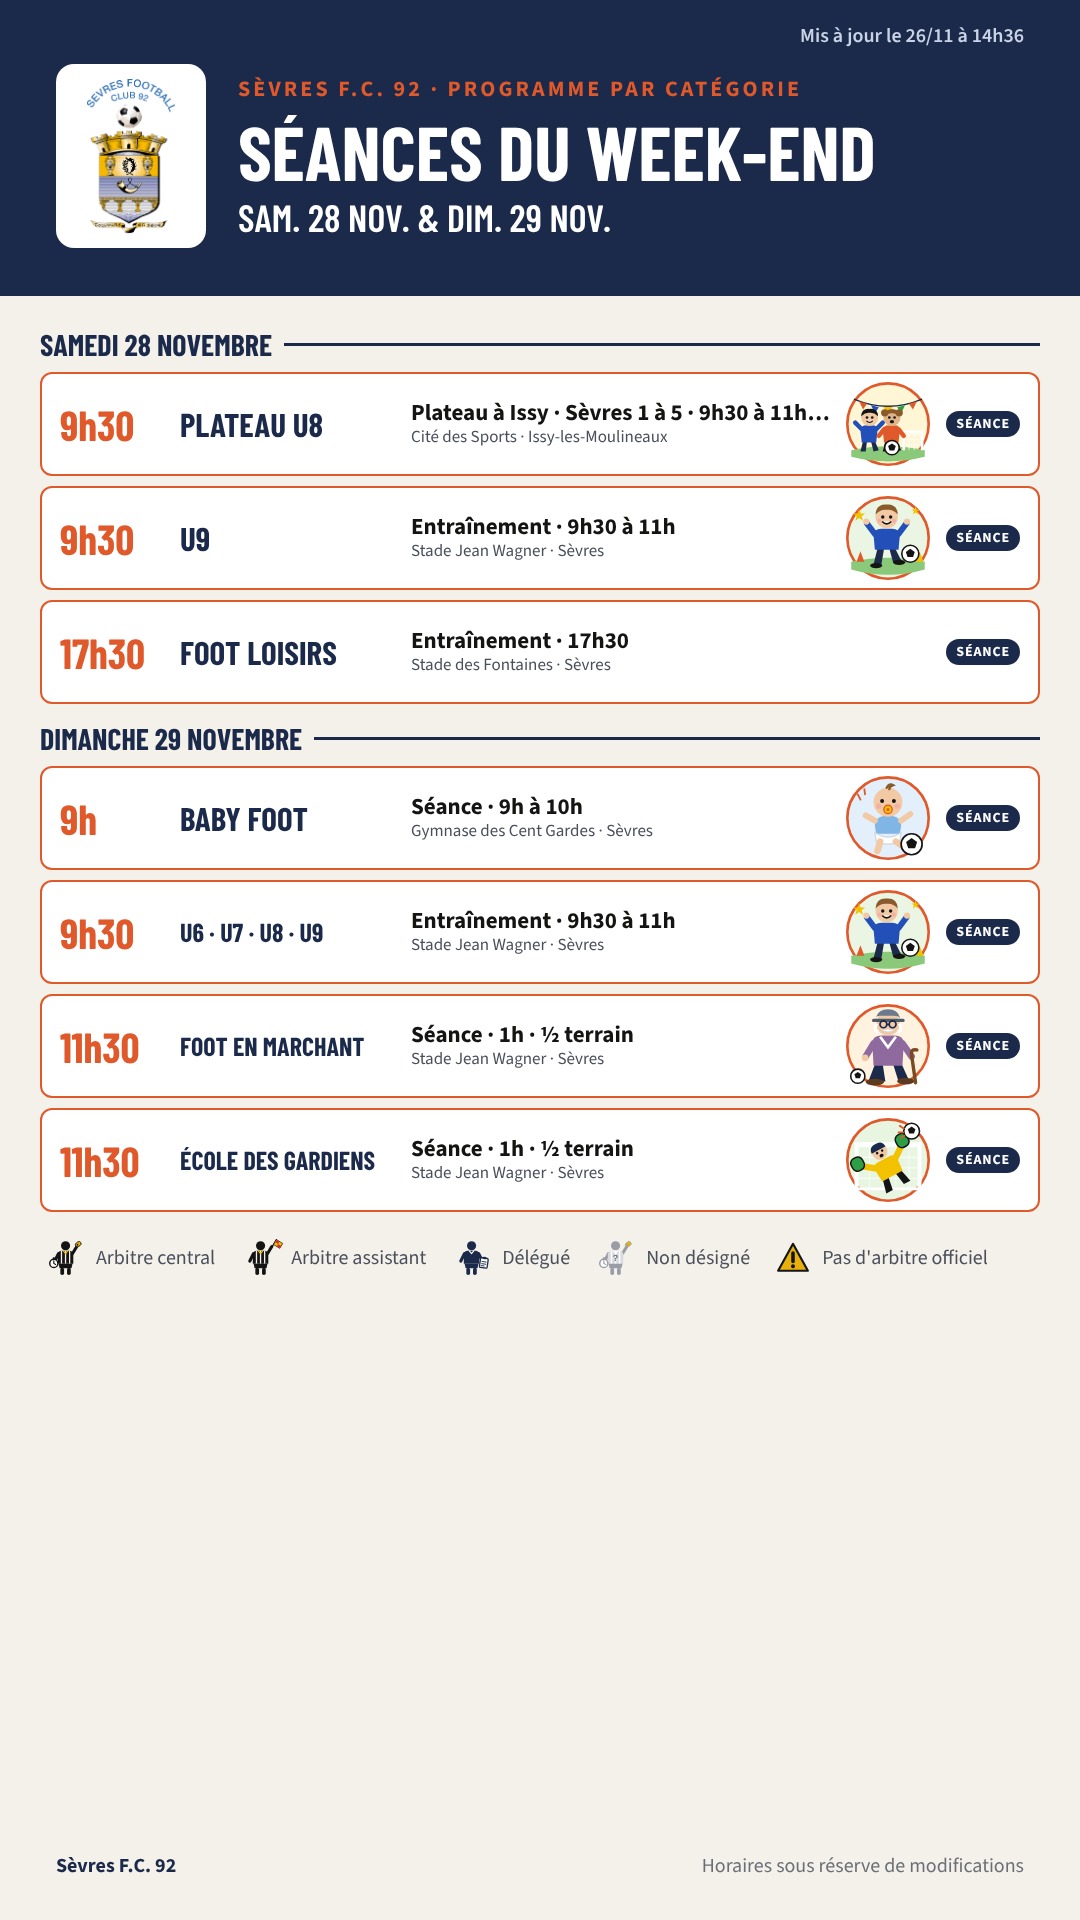 Mis à jour le 26/11 à 14h36
SEVRES FOOTBALL
CLUB 92
SÈVRES F.C. 92 · PROGRAMME PAR CATÉGORIE
SÉANCES DU WEEK-END
SAM. 28 NOV. & DIM. 29 NOV.
SAMEDI 28 NOVEMBRE
9h30 PLATEAU U8 Plateau à Issy · Sèvres 1 à 5 · 9h30 à 11h… SÉANCE
Cité des Sports · Issy-les-Moulineaux
9h30 U9 Entraînement · 9h30 à 11h SÉANCE
Stade Jean Wagner · Sèvres
17h30 FOOT LOISIRS Entraînement · 17h30 SÉANCE
Stade des Fontaines · Sèvres
DIMANCHE 29 NOVEMBRE
9h BABY FOOT Séance · 9h à 10h SÉANCE
Gymnase des Cent Gardes · Sèvres
9h30 U6 · U7 · U8 · U9 Entraînement · 9h30 à 11h SÉANCE
Stade Jean Wagner · Sèvres
11h30 FOOT EN MARCHANT Séance · 1h · ½ terrain SÉANCE
Stade Jean Wagner · Sèvres
11h30 ÉCOLE DES GARDIENS Séance · 1h · ½ terrain SÉANCE
Stade Jean Wagner · Sèvres
Arbitre central Arbitre assistant Délégué Non désigné Pas d'arbitre officiel
Sèvres F.C. 92 Horaires sous réserve de modifications